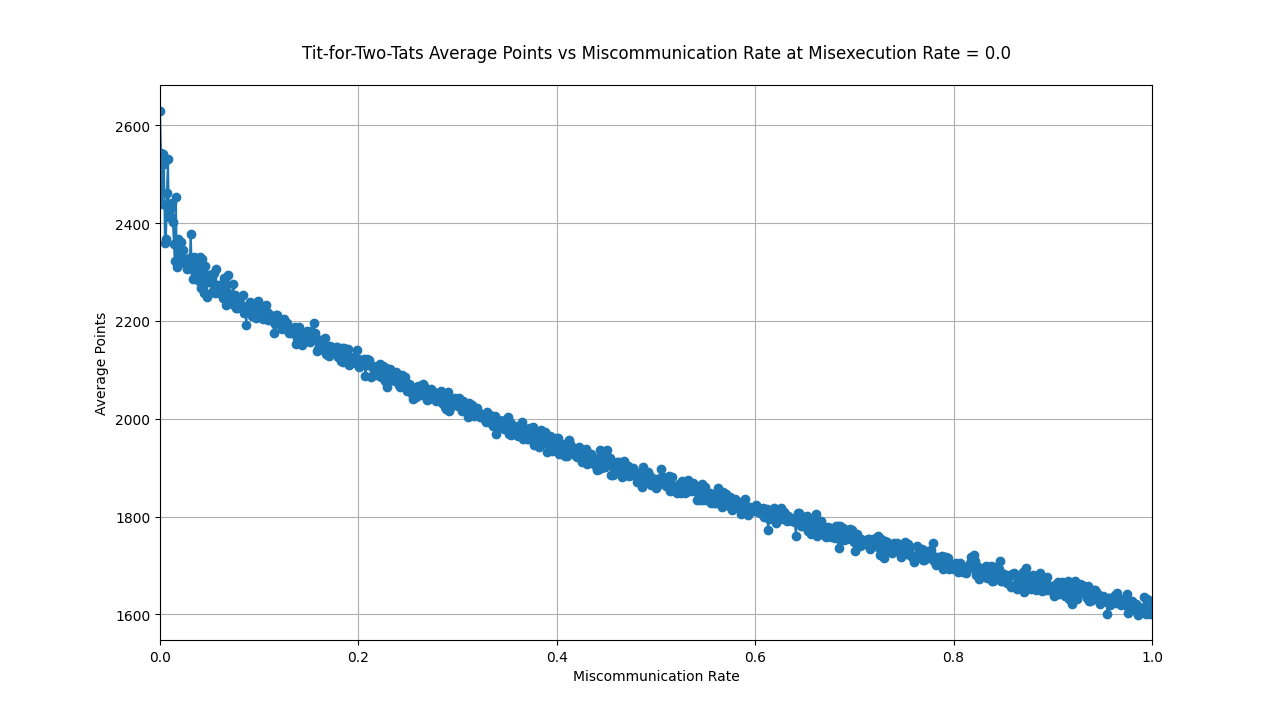 Tit-for-Two-Tats Average Points vs Miscommunication Rate at Misexecution Rate = 0.0
2600
2400
2200
2000
1800
1600
Average Points
0.0 0.2 0.4 0.6 0.8 1.0
Miscommunication Rate